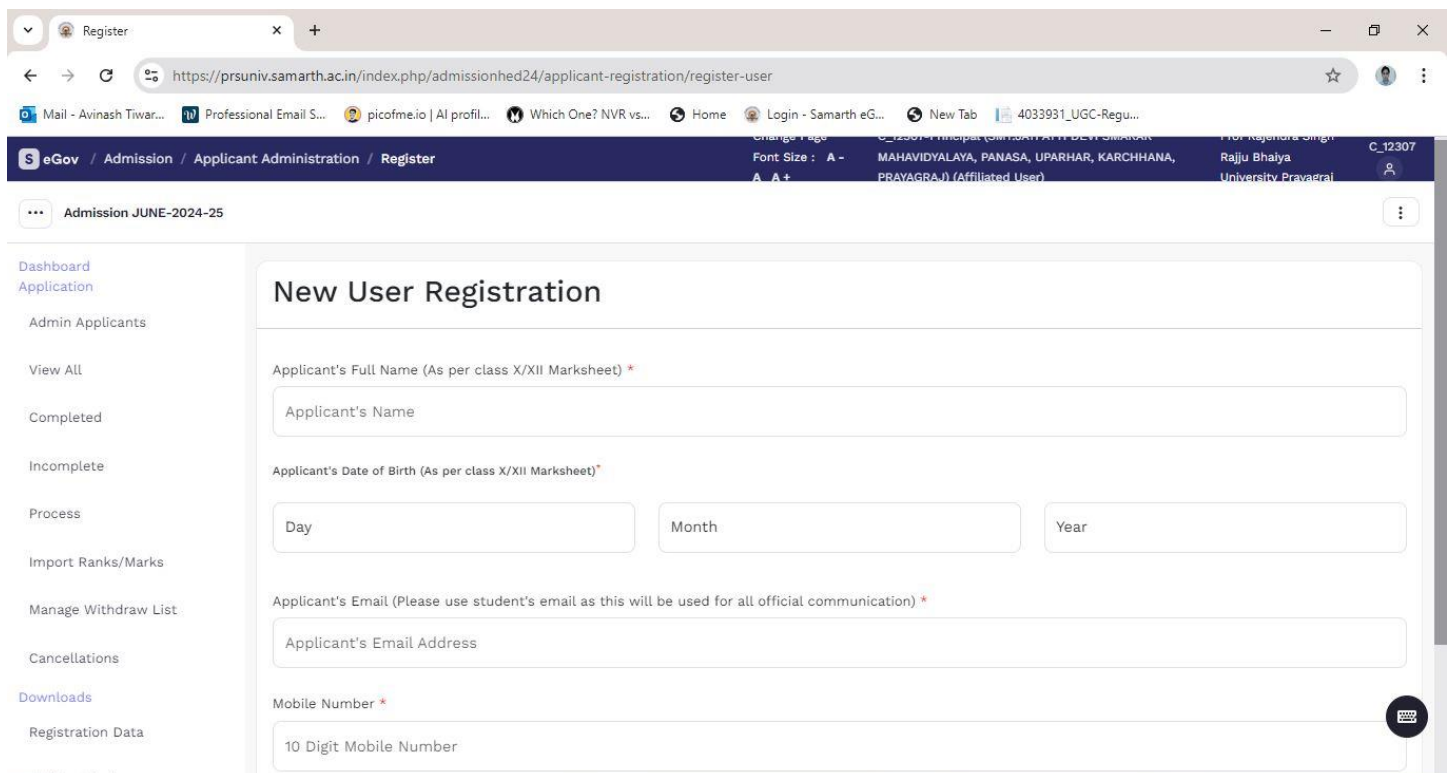 Register
https://prsuniv.samarth.ac.in/index.php/admissionhed24/applicant-registration/register-user
Mail - Avinash Tiwar... Professional Email S... picofme.io | AI profil... Which One? NVR vs... Home Login - Samarth eG... New Tab 4033931_UGC-Regu...
S eGov / Admission / Applicant Administration / Register
Change Page
Font Size : A -
A A +
MAHAVIDYALAYA, PANASA, UPARHAR, KARCHHANA,
PRAYAGRAJ) (Affiliated User)
Prof Rajendra Singh
Rajju Bhaiya
University Prayagraj
C_12307
Admission JUNE-2024-25
Dashboard
Application
Admin Applicants
View All
Completed
Incomplete
Process
Import Ranks/Marks
Manage Withdraw List
Cancellations
Downloads
Registration Data
New User Registration
Applicant's Full Name (As per class X/XII Marksheet) *
Applicant's Name
Applicant's Date of Birth (As per class X/XII Marksheet)*
Day Month Year
Applicant's Email (Please use student's email as this will be used for all official communication) *
Applicant's Email Address
Mobile Number *
10 Digit Mobile Number